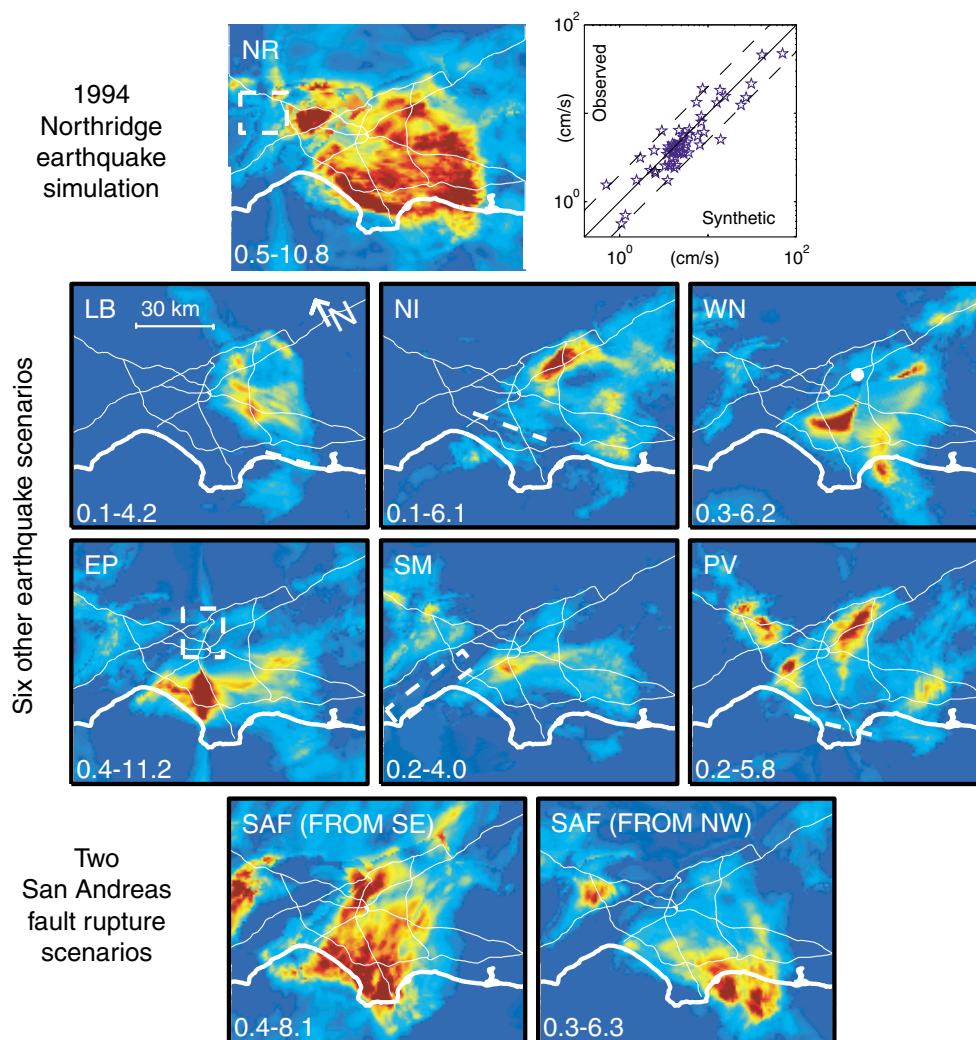 1994
Northridge
earthquake
simulation
NR
0.5-10.8
10²
Observed
(cm/s)
10⁰
Synthetic
10⁰
(cm/s)
10²
Six other earthquake scenarios
LB
30 km
N
0.1-4.2
NI
0.1-6.1
WN
0.3-6.2
EP
0.4-11.2
SM
0.2-4.0
PV
0.2-5.8
Two
San Andreas
fault rupture
scenarios
SAF (FROM SE)
0.4-8.1
SAF (FROM NW)
0.3-6.3